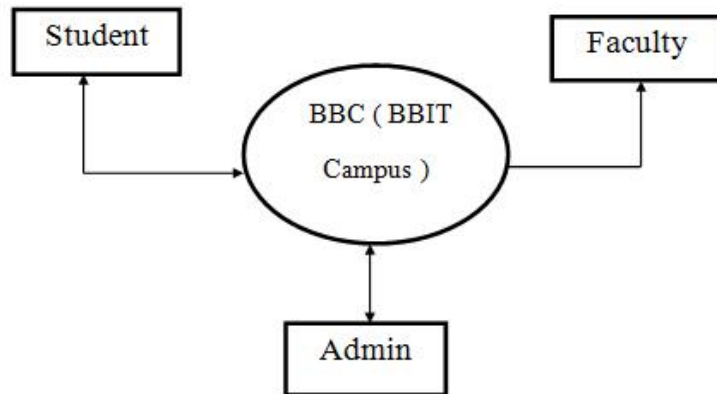 Student
Faculty
BBC ( BBIT
Campus )
Admin